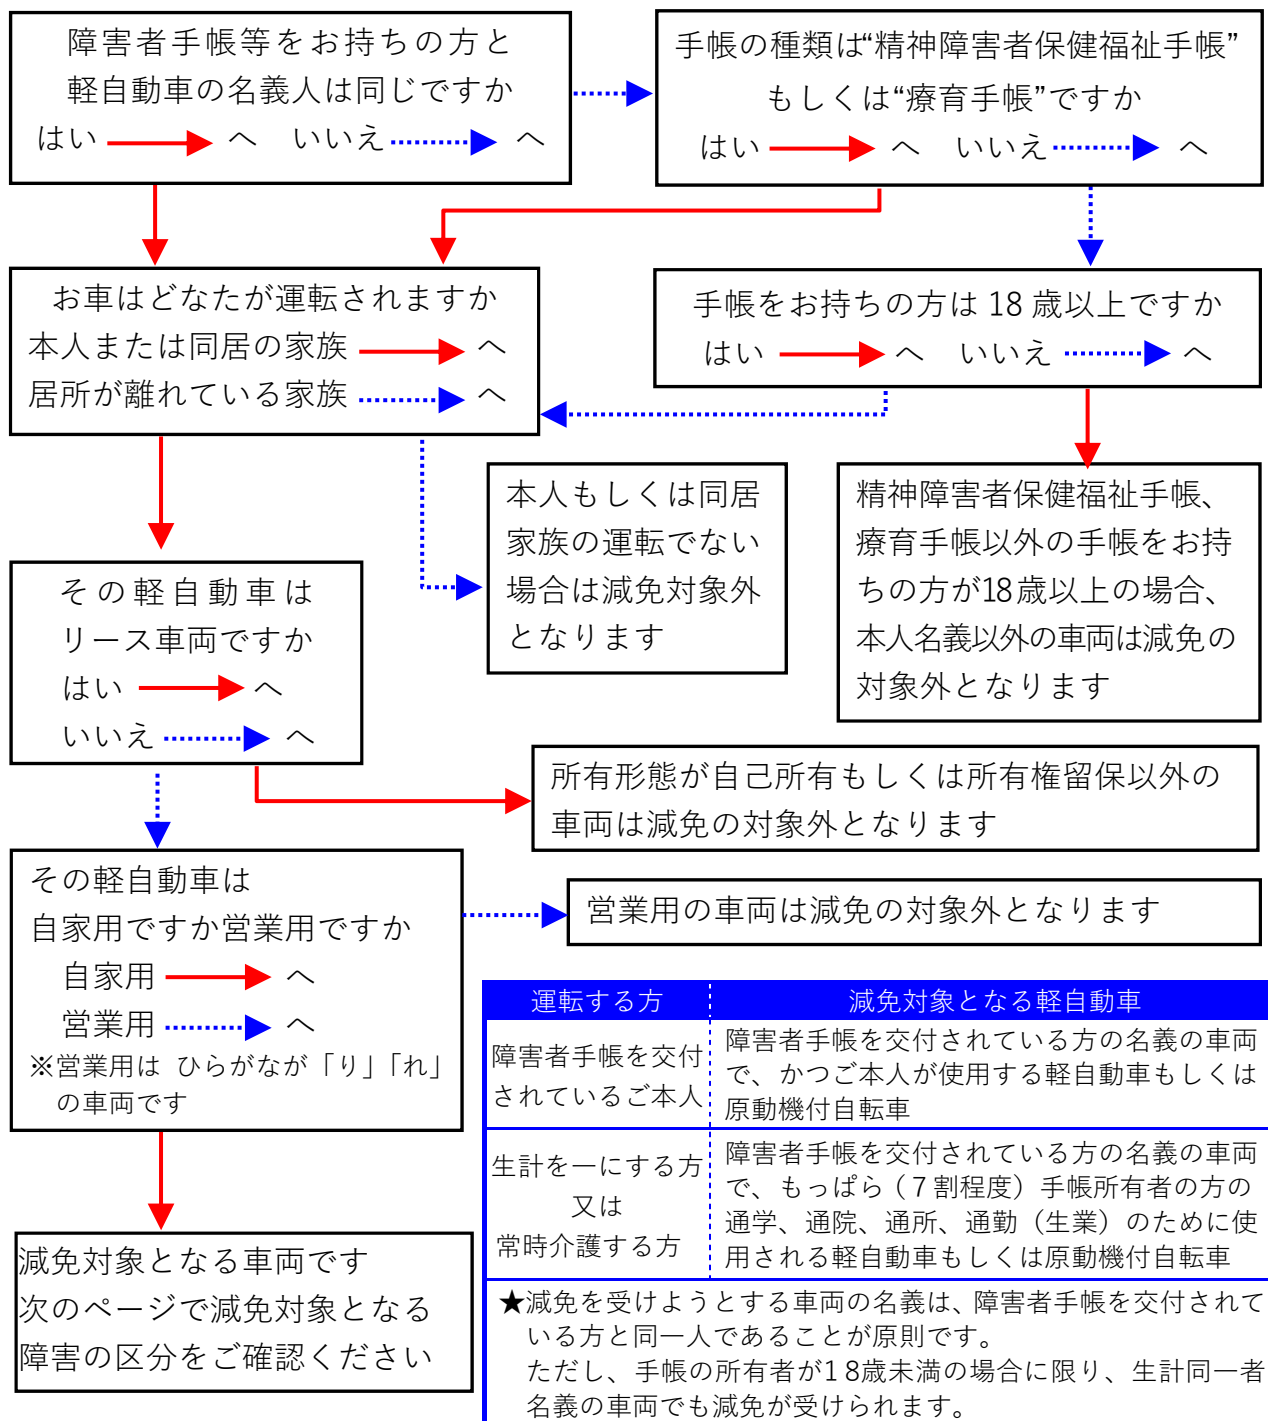 障害者手帳等をお持ちの方と
軽自動車の名義人は同じですか
はい へ いいえ へ
手帳の種類は“精神障害者保健福祉手帳”
もしくは“療育手帳”ですか
はい へ いいえ へ
お車はどなたが運転されますか
本人または同居の家族 へ
居所が離れている家族 へ
手帳をお持ちの方は 18 歳以上ですか
はい へ いいえ へ
本人もしくは同居
家族の運転でない
場合は減免対象外
となります
精神障害者保健福祉手帳、
療育手帳以外の手帳をお持
ちの方が18歳以上の場合、
本人名義以外の車両は減免の
対象外となります
その軽自動車は
リース車両ですか
はい へ
いいえ へ
所有形態が自己所有もしくは所有権留保以外の
車両は減免の対象外となります
その軽自動車は
自家用ですか営業用ですか
自家用 へ
営業用 へ
※営業用は ひらがなが「り」「れ」
の車両です
営業用の車両は減免の対象外となります
減免対象となる車両です
次のページで減免対象となる
障害の区分をご確認ください
運転する方 減免対象となる軽自動車
障害者手帳を交付
されているご本人
障害者手帳を交付されている方の名義の車両
で、かつご本人が使用する軽自動車もしくは
原動機付自転車
生計を一にする方
又は
常時介護する方
障害者手帳を交付されている方の名義の車両
で、もっぱら（７割程度）手帳所有者の方の
通学、通院、通所、通勤（生業）のために使
用される軽自動車もしくは原動機付自転車
★減免を受けようとする車両の名義は、障害者手帳を交付されて
いる方と同一人であることが原則です。
ただし、手帳の所有者が18歳未満の場合に限り、生計同一者
名義の車両でも減免が受けられます。